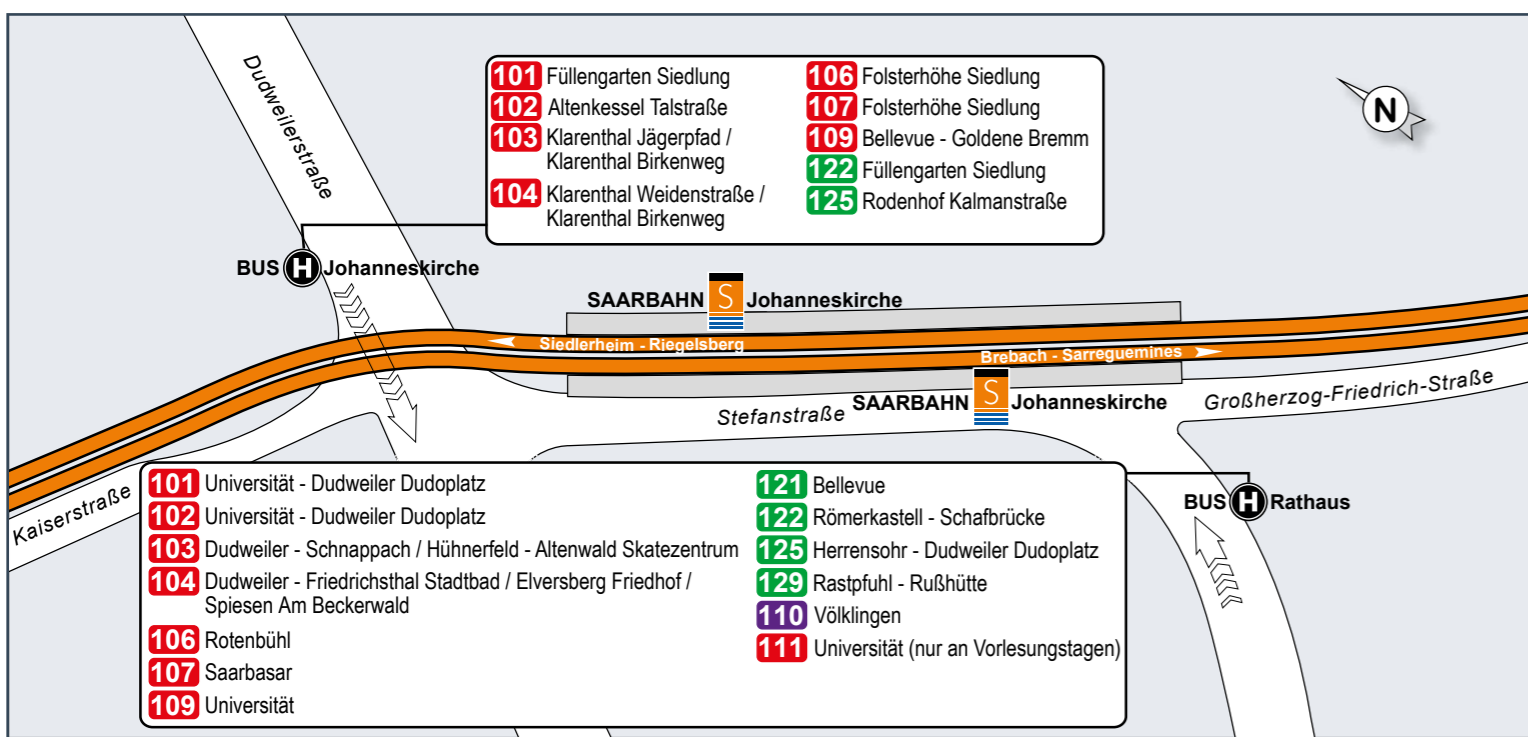 Dudweilerstraße
101 Füllengarten Siedlung
102 Altenkessel Talstraße
103 Klarenthal Jägerpfad /
Klarenthal Birkenweg
104 Klarenthal Weidenstraße /
Klarenthal Birkenweg
106 Folsterhöhe Siedlung
107 Folsterhöhe Siedlung
109 Bellevue - Goldene Bremm
122 Füllengarten Siedlung
125 Rodenhof Kalmanstraße
N
BUS H Johanneskirche
SAARBAHN S Johanneskirche
Siedlerheim - Riegelsberg
Brebach - Sarreguemines
SAARBAHN S Johanneskirche
Stefanstraße
Großherzog-Friedrich-Straße
Kaiserstraße
101 Universität - Dudweiler Dudoplatz
102 Universität - Dudweiler Dudoplatz
103 Dudweiler - Schnappach / Hühnerfeld - Altenwald Skatezentrum
104 Dudweiler - Friedrichsthal Stadtbad / Elversberg Friedhof /
Spiesen Am Beckerwald
106 Rotenbühl
107 Saarbasar
109 Universität
121 Bellevue
122 Römerkastell - Schafbrücke
125 Herrensohr - Dudweiler Dudoplatz
129 Rastpfuhl - Rußhütte
110 Völklingen
111 Universität (nur an Vorlesungstagen)
BUS H Rathaus